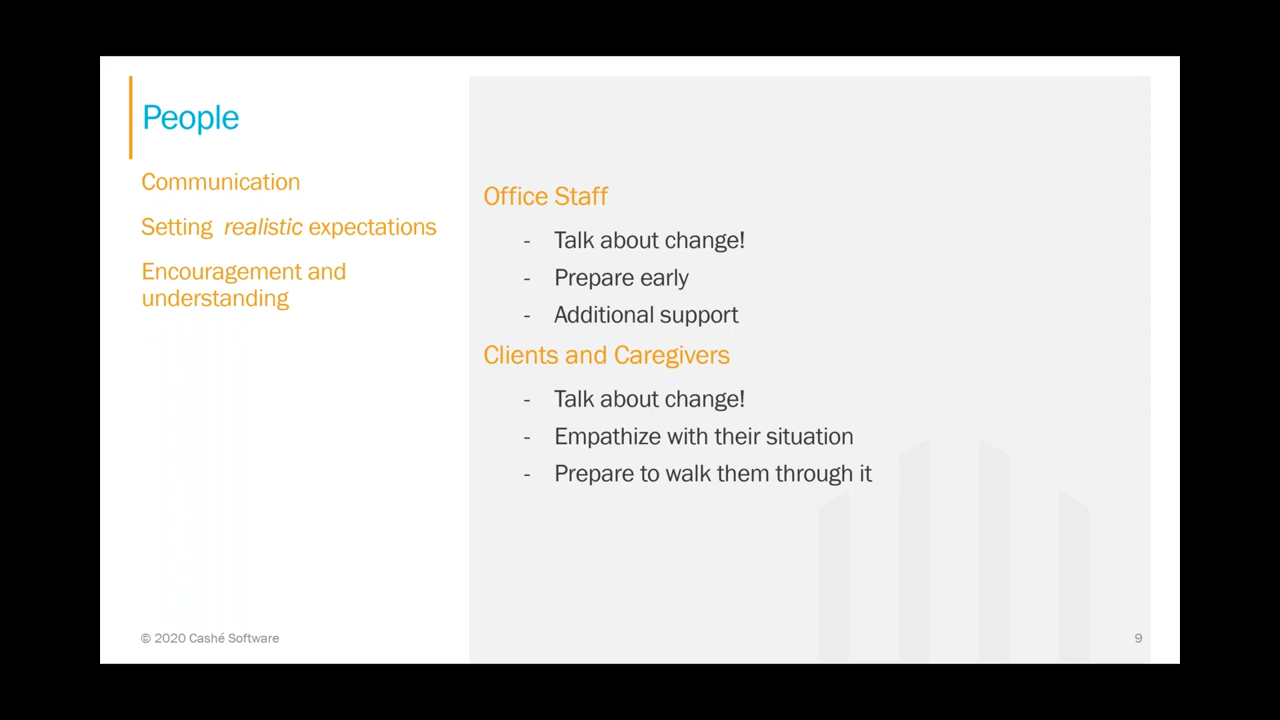 People
Communication
Setting realistic expectations
Encouragement and
understanding
Office Staff
- Talk about change!
- Prepare early
- Additional support
Clients and Caregivers
- Talk about change!
- Empathize with their situation
- Prepare to walk them through it
© 2020 Cashé Software
9